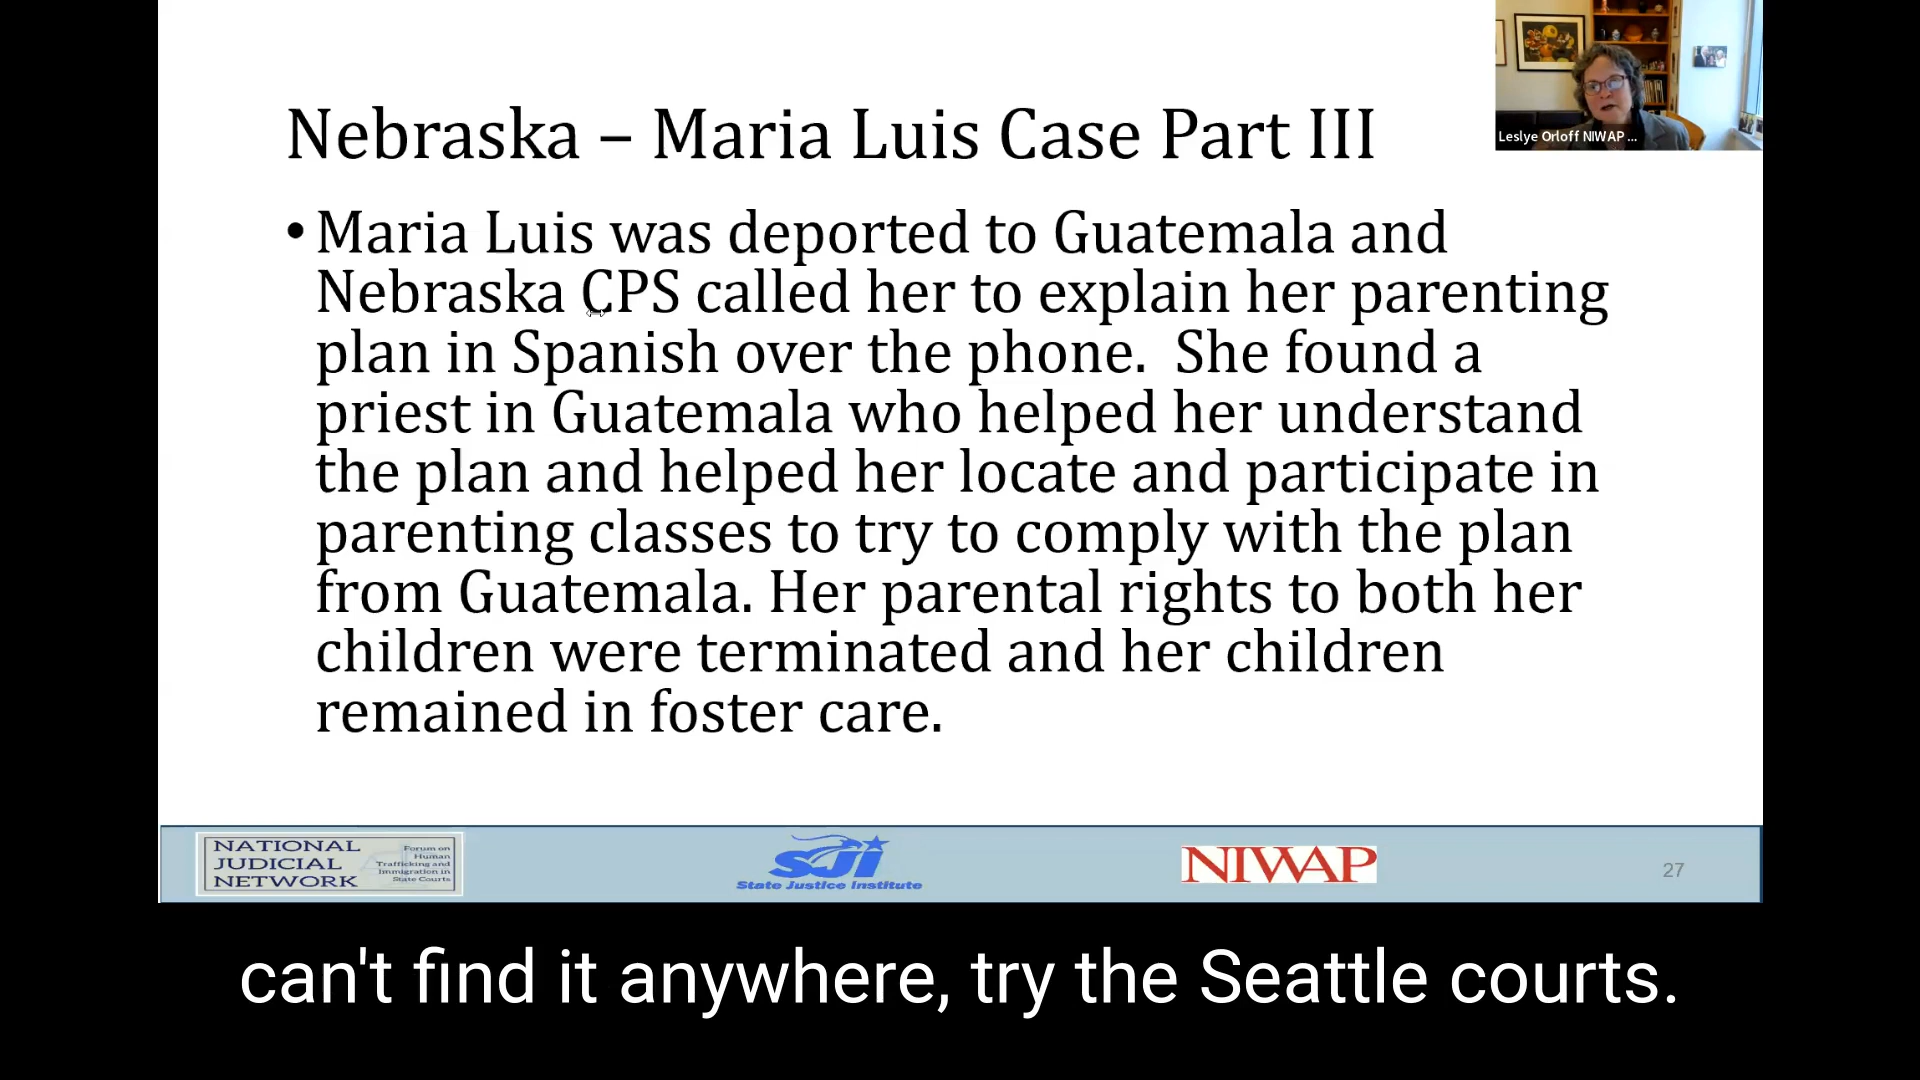 Nebraska – Maria Luis Case Part III
Leslye Orloff NIWAP ...
• Maria Luis was deported to Guatemala and
Nebraska CPS called her to explain her parenting
plan in Spanish over the phone.  She found a
priest in Guatemala who helped her understand
the plan and helped her locate and participate in
parenting classes to try to comply with the plan
from Guatemala. Her parental rights to both her
children were terminated and her children
remained in foster care.
NATIONAL
JUDICIAL
NETWORK
Forum on
Human
Trafficking and
Immigration in
State Courts
SJI
State Justice Institute
NIWAP
27
can't find it anywhere, try the Seattle courts.